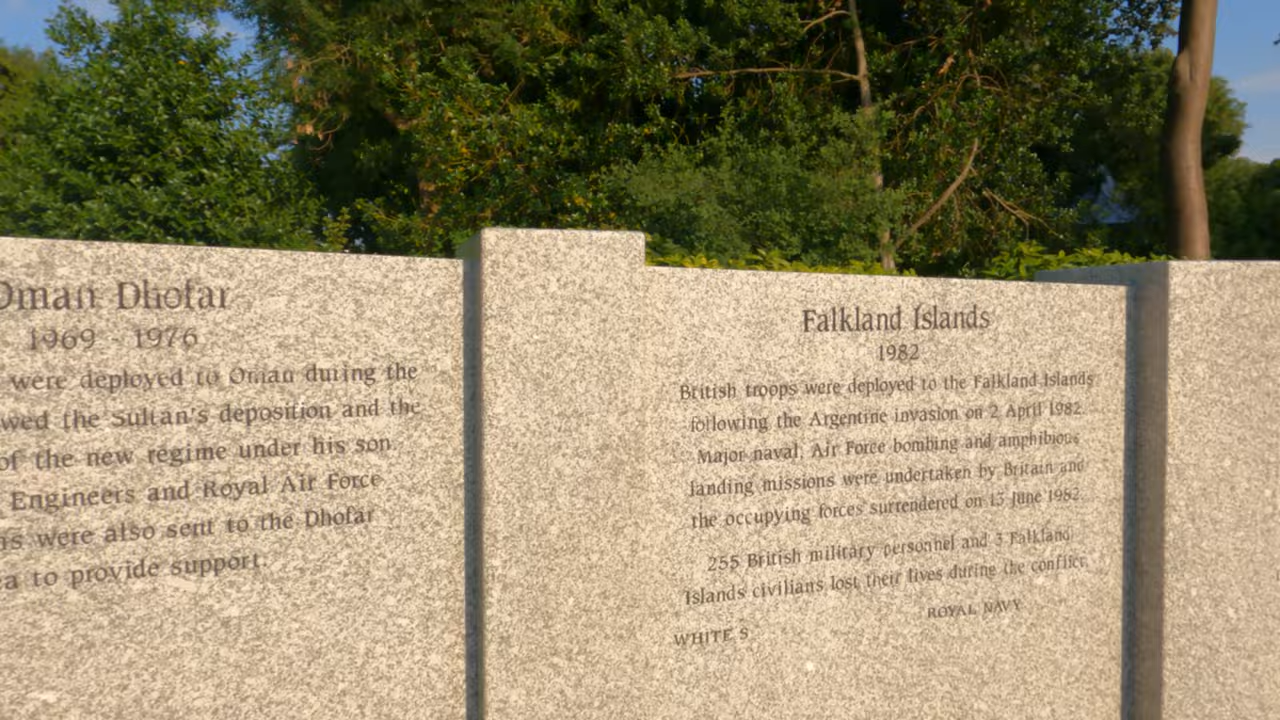 Oman Dhofar
1969 - 1976
were deployed to Oman during the
wed the Sultan's deposition and the
of the new régime under his son.
Engineers and Royal Air Force
were also sent to the Dhofar
to provide support.
Falkland Islands
1982
British troops were deployed to the Falkland Islands
following the Argentine invasion on 2 April 1982.
Major naval, Air Force bombing and amphibious
landing missions were undertaken by Britain and
the occupying forces surrendered on 13 June 1982.
255 British military personnel and 3 Falkland
Islands civilians lost their lives during the conflict.
ROYAL NAVY
WHITE S